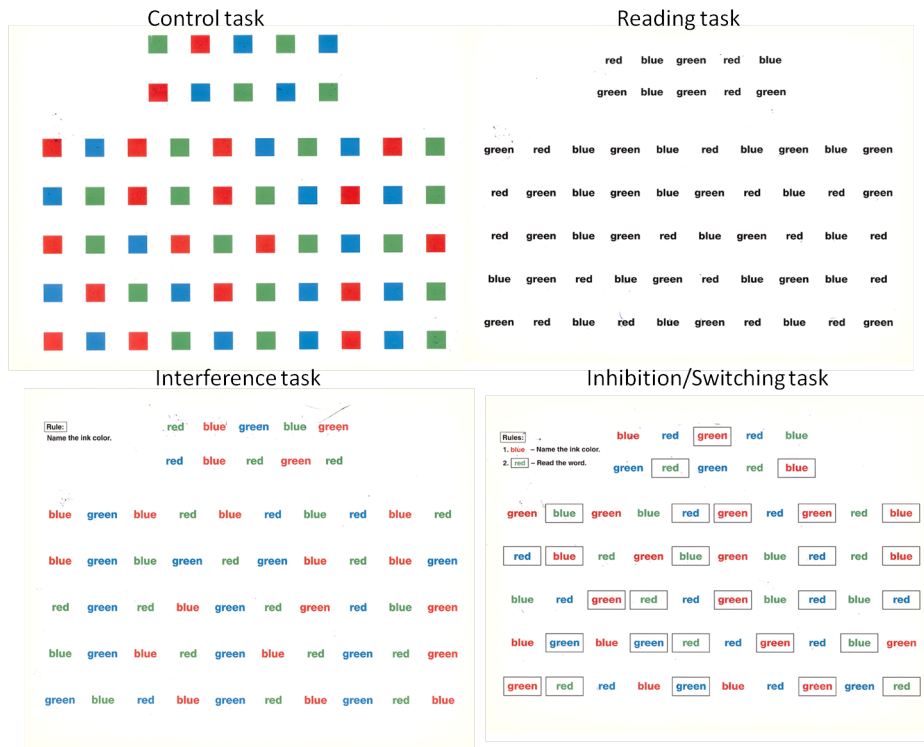 Control task
Reading task
red blue green red blue
green blue green red green
green red blue green blue red blue green blue green
red green blue green blue green red blue red green
red green blue green red blue green red blue red
blue green red blue green red blue green blue red
green red blue red blue green red blue red green
Interference task
Rule:
Name the ink color.
red blue green blue green
red blue red green red
blue green blue red blue red blue red blue red
blue green blue green red green blue red blue green
red green red blue green red green red blue green
blue green blue red green blue red green red green
green blue red blue green red blue green red blue
Inhibition/Switching task
Rules:
1. blue – Name the ink color.
2. red – Read the word.
blue red green red blue
green red green red blue
green blue green blue red green red green red blue
red blue red green blue green blue red red blue
blue red green red red green blue red blue red
blue green blue green red red green red blue green
green red red blue green blue red green green red